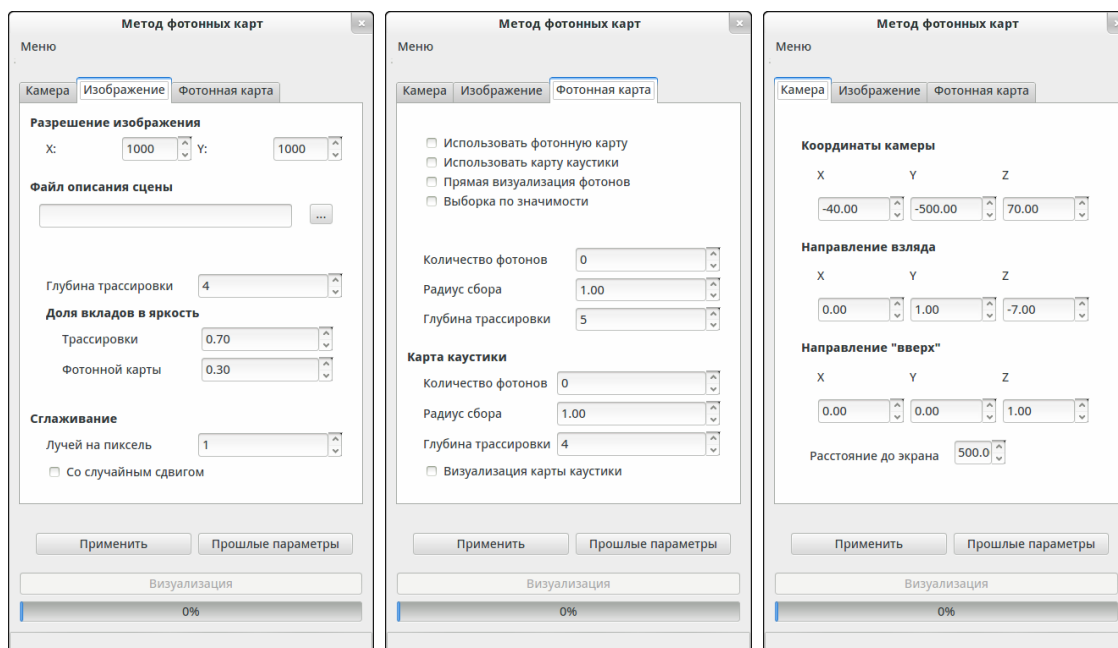 Метод фотонных карт
Меню
Камера Изображение Фотонная карта
Разрешение изображения
X: 1000 Y: 1000
Файл описания сцены
...
Глубина трассировки 4
Доля вкладов в яркость
Трассировки 0.70
Фотонной карты 0.30
Сглаживание
Лучей на пиксель 1
Со случайным сдвигом
Применить Прошлые параметры
Визуализация
0%
Метод фотонных карт
Меню
Камера Изображение Фотонная карта
Использовать фотонную карту
Использовать карту каустики
Прямая визуализация фотонов
Выборка по значимости
Количество фотонов 0
Радиус сбора 1.00
Глубина трассировки 5
Карта каустики
Количество фотонов 0
Радиус сбора 1.00
Глубина трассировки 4
Визуализация карты каустики
Применить Прошлые параметры
Визуализация
0%
Метод фотонных карт
Меню
Камера Изображение Фотонная карта
Координаты камеры
X Y Z
-40.00 -500.00 70.00
Направление взляда
X Y Z
0.00 1.00 -7.00
Направление "вверх"
X Y Z
0.00 0.00 1.00
Расстояние до экрана 500.0
Применить Прошлые параметры
Визуализация
0%